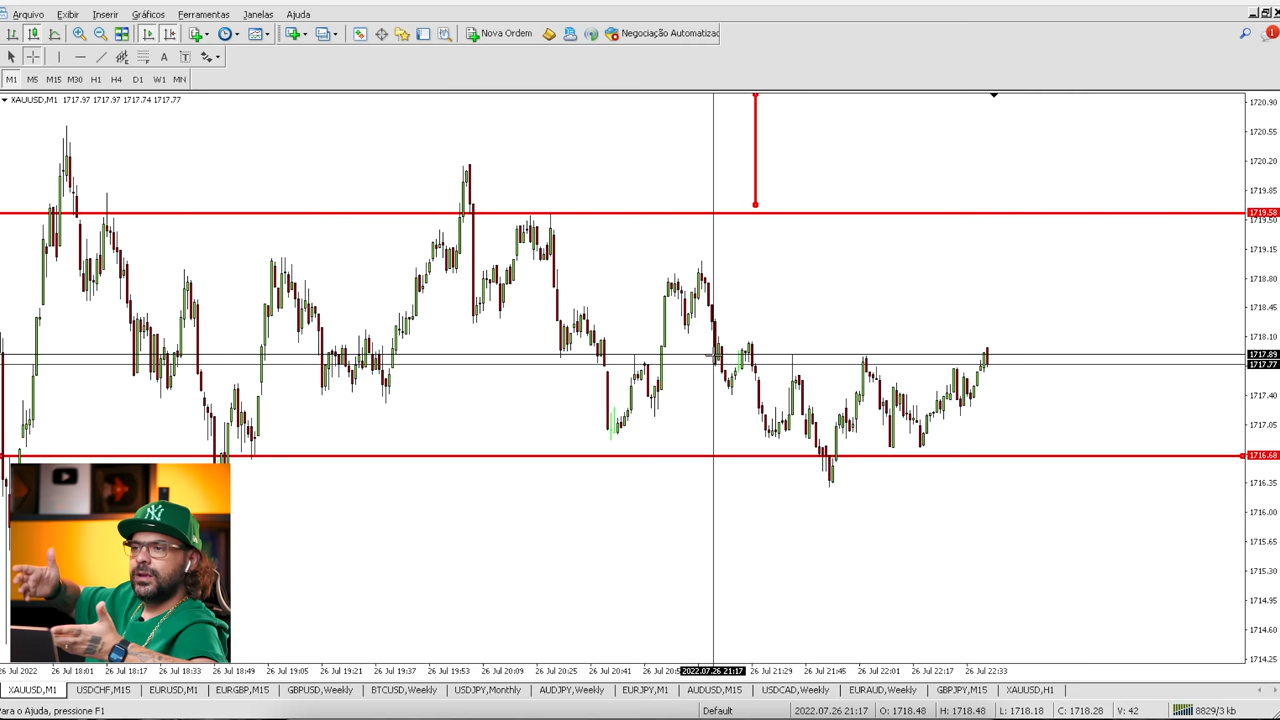 Arquivo Exibir Inserir Gráficos Ferramentas Janelas Ajuda
Nova Ordem Negociação Automatizac
A T
M1 M5 M15 M30 H1 H4 D1 W1 MN
XAUUSD,M1 1717.97 1717.97 1717.74 1717.77
1720.90
1720.55
1720.20
1719.85
1719.58
1719.50
1719.15
1718.80
1718.45
1718.10
1717.89
1717.77
1717.40
1717.05
1716.68
1716.35
1716.00
1715.65
1715.30
1714.95
1714.60
1714.25
NY
26 Jul 2022 26 Jul 18:01 26 Jul 18:17 26 Jul 18:33 26 Jul 18:49 26 Jul 19:05 26 Jul 19:21 26 Jul 19:37 26 Jul 19:53 26 Jul 20:09 26 Jul 20:25 26 Jul 20:41 26 Jul 20:5 2022.07.26 21:17 26 Jul 21:29 26 Jul 21:45 26 Jul 22:01 26 Jul 22:17 26 Jul 22:33
XAUUSD,M1 USDCHF,M15 EURUSD,M1 EURGBP,M15 GBPUSD,Weekly BTCUSD,Weekly USDJPY,Monthly AUDJPY,Weekly EURJPY,M1 AUDUSD,M15 USDCAD,Weekly EURAUD,Weekly GBPJPY,M15 XAUUSD,H1
Para o Ajuda, pressione F1 Default 2022.07.26 21:17 O: 1718.48 H: 1718.48 L: 1718.18 C: 1718.28 V: 42 8829/3 kb